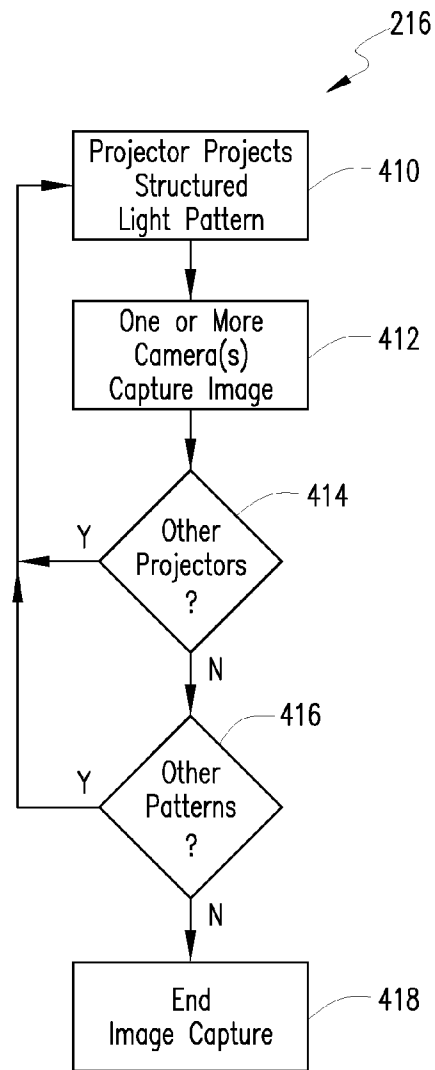 216
Projector Projects
Structured
Light Pattern
410
One or More
Camera(s)
Capture Image
412
414
Other
Projectors
?
Y
N
416
Other
Patterns
?
Y
N
End
Image Capture
418